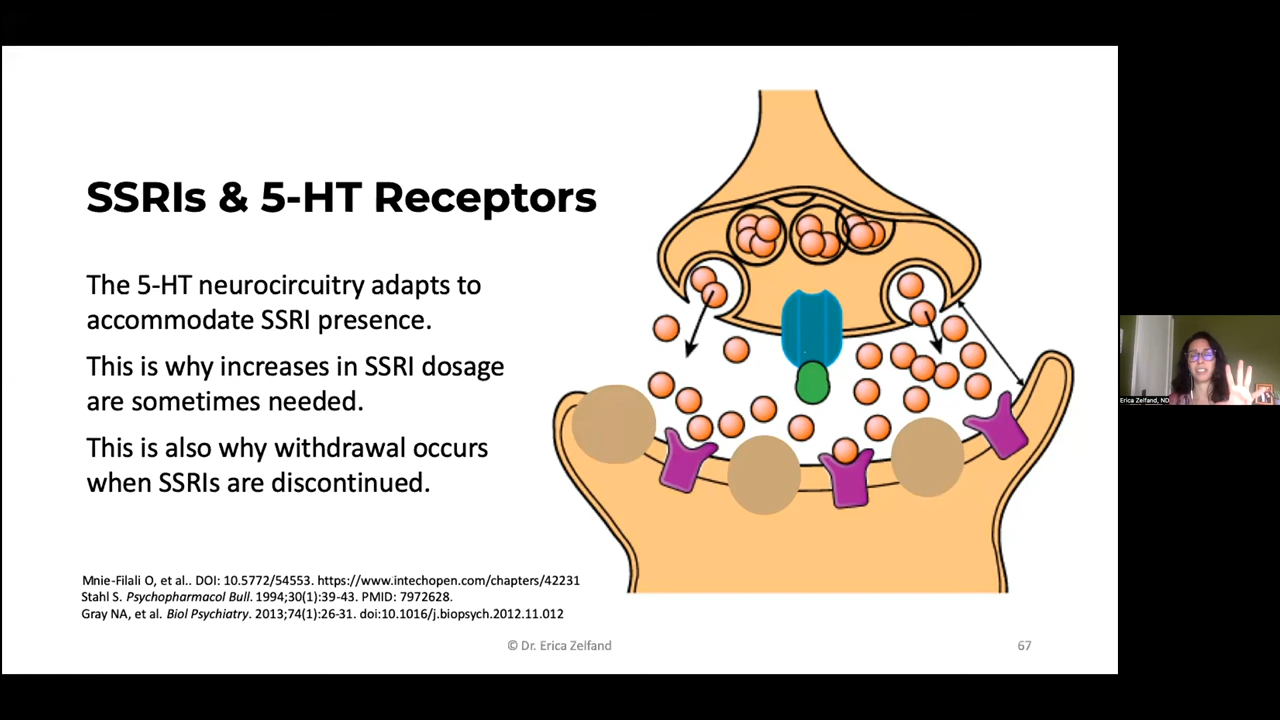 SSRIs & 5-HT Receptors
The 5-HT neurocircuitry adapts to
accommodate SSRI presence.
This is why increases in SSRI dosage
are sometimes needed.
This is also why withdrawal occurs
when SSRIs are discontinued.
Mnie-Filali O, et al.. DOI: 10.5772/54553. https://www.intechopen.com/chapters/42231
Stahl S. Psychopharmacol Bull. 1994;30(1):39-43. PMID: 7972628.
Gray NA, et al. Biol Psychiatry. 2013;74(1):26-31. doi:10.1016/j.biopsych.2012.11.012
© Dr. Erica Zelfand
67
Erica Zelfand, ND